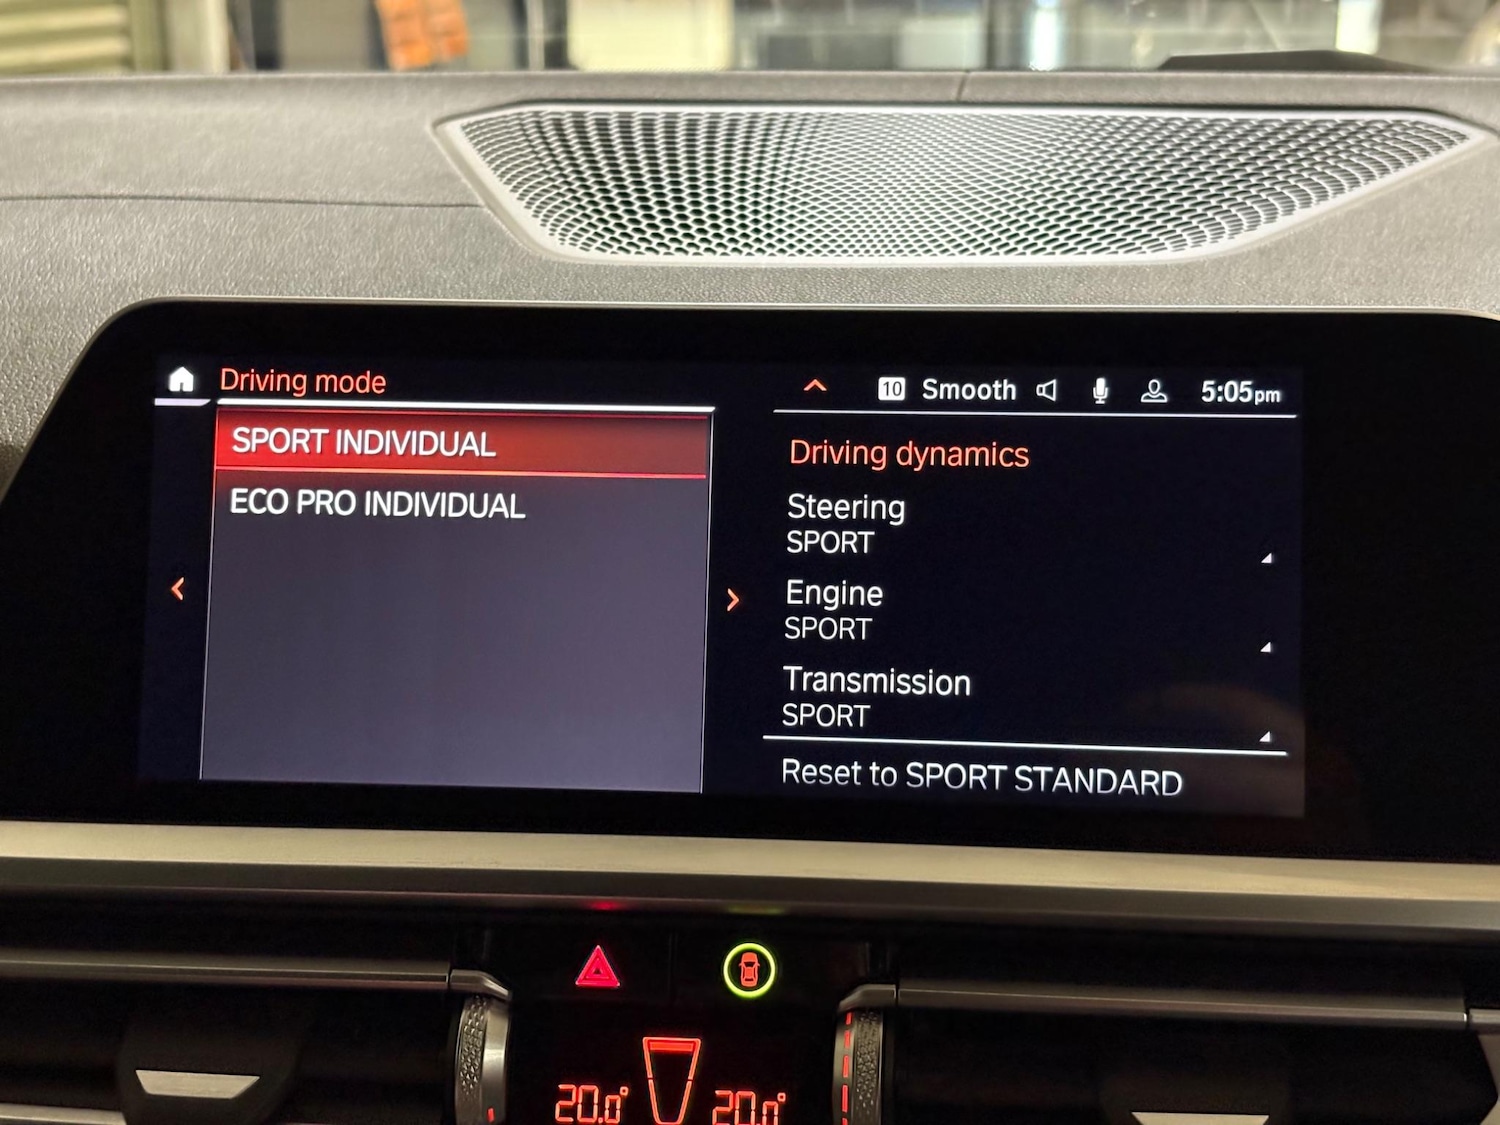 Driving mode
10 Smooth 5:05pm
SPORT INDIVIDUAL
ECO PRO INDIVIDUAL
Driving dynamics
Steering
SPORT
Engine
SPORT
Transmission
SPORT
Reset to SPORT STANDARD
20.0° 20.0°